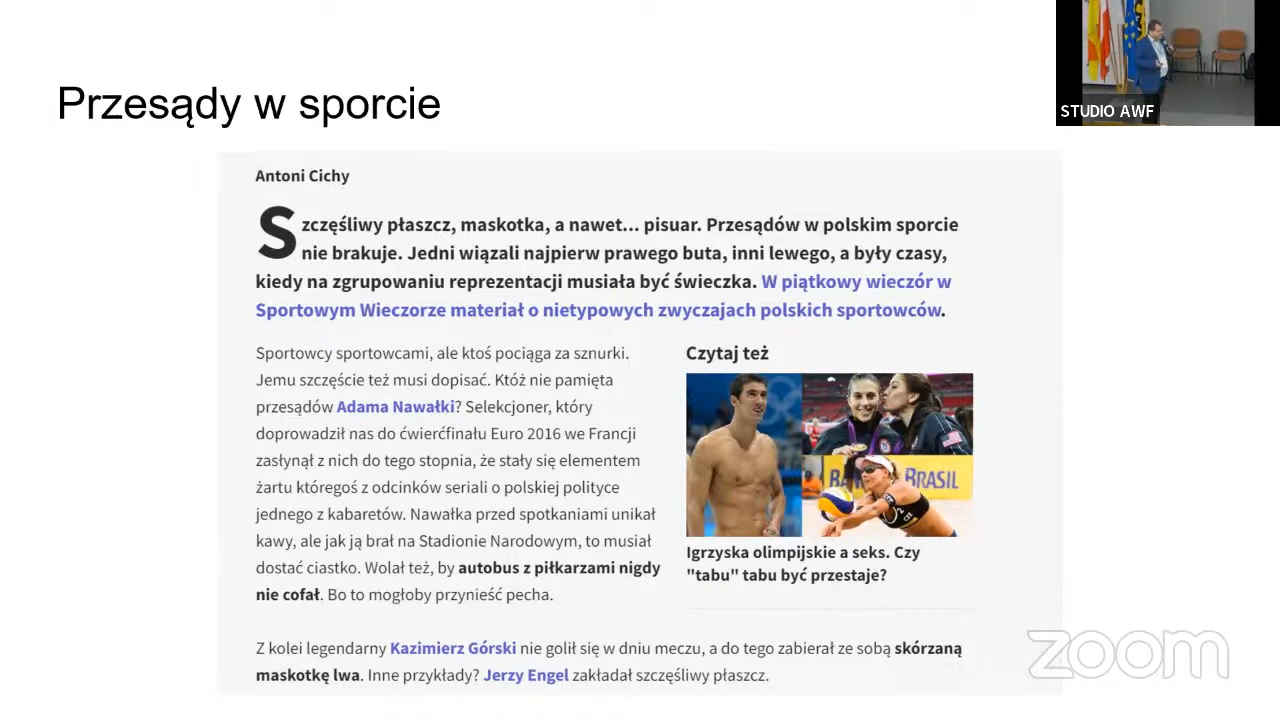 Przesądy w sporcie
STUDIO AWF
Antoni Cichy
Szczęśliwy płaszcz, maskotka, a nawet... pisuar. Przesądów w polskim sporcie
nie brakuje. Jedni wiązali najpierw prawego buta, inni lewego, a były czasy,
kiedy na zgrupowaniu reprezentacji musiała być świeczka. W piątkowy wieczór w
Sportowym Wieczorze materiał o nietypowych zwyczajach polskich sportowców.
Sportowcy sportowcami, ale ktoś pociąga za sznurki.
Jemu szczęście też musi dopisać. Któż nie pamięta
przesądów Adama Nawałki? Selekcjoner, który
doprowadził nas do ćwierćfinału Euro 2016 we Francji
zasłynął z nich do tego stopnia, że stały się elementem
żartu któregoś z odcinków seriali o polskiej polityce
jednego z kabaretów. Nawałka przed spotkaniami unikał
kawy, ale jak ją brał na Stadionie Narodowym, to musiał
dostać ciastko. Wolał też, by autobus z piłkarzami nigdy
nie cofał. Bo to mogłoby przynieść pecha.
Czytaj też
BRASIL
Igrzyska olimpijskie a seks. Czy
"tabu" tabu być przestaje?
Z kolei legendarny Kazimierz Górski nie golił się w dniu meczu, a do tego zabierał ze sobą skórzaną
maskotkę lwa. Inne przykłady? Jerzy Engel zakładał szczęśliwy płaszcz.
zoom